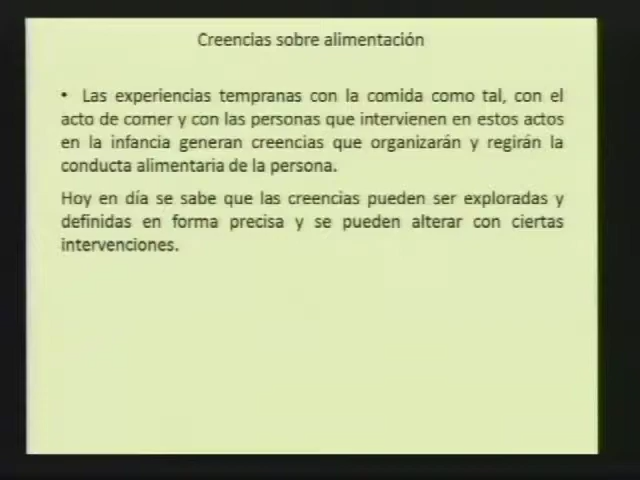 Creencias sobre alimentación
• Las experiencias tempranas con la comida como tal, con el
acto de comer y con las personas que intervienen en estos actos
en la infancia generan creencias que organizarán y regirán la
conducta alimentaria de la persona.
Hoy en día se sabe que las creencias pueden ser exploradas y
definidas en forma precisa y se pueden alterar con ciertas
intervenciones.